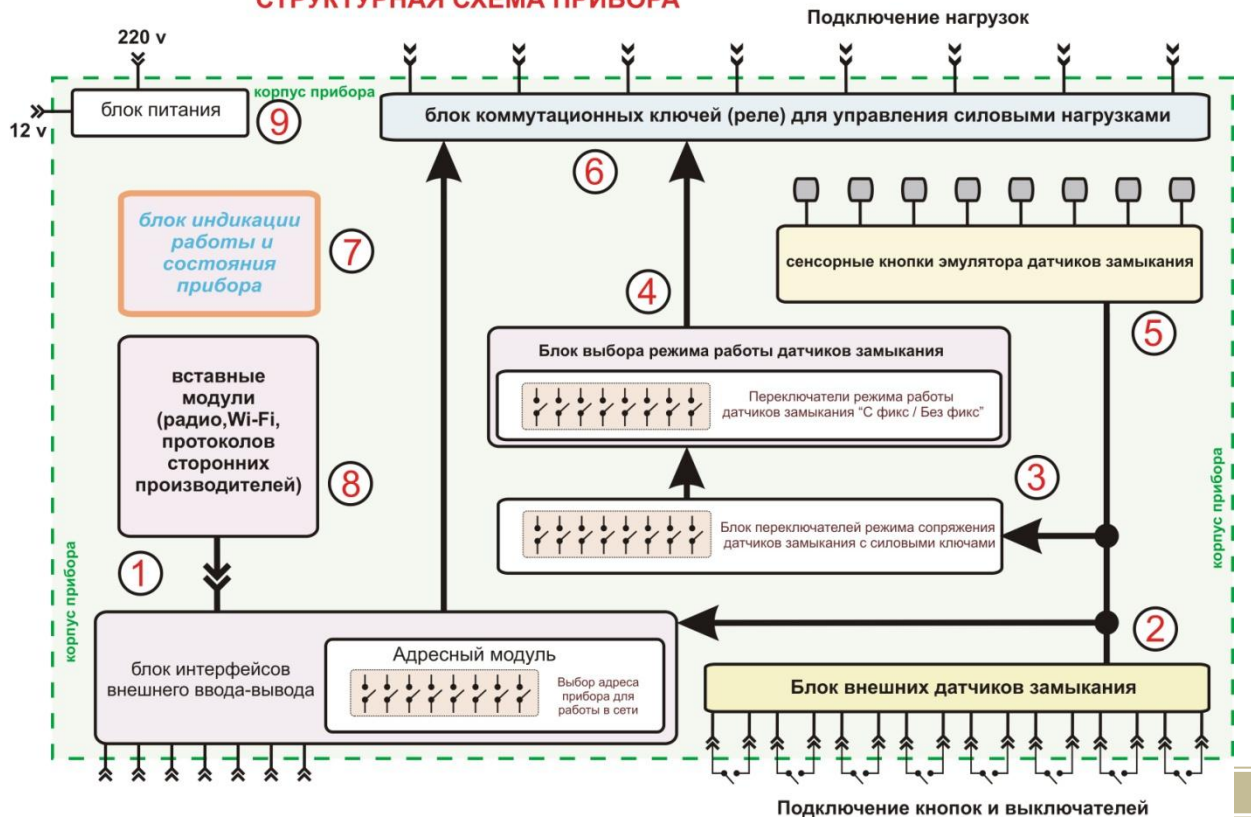 СТРУКТУРНАЯ СХЕМА ПРИБОРА
Подключение нагрузок
220 v
корпус прибора
блок питания
9
12 v
блок коммутационных ключей (реле) для управления силовыми нагрузками
6
блок индикации
работы и
состояния
прибора
7
сенсорные кнопки эмулятора датчиков замыкания
4
5
Блок выбора режима работы датчиков замыкания
Переключатели режима работы
датчиков замыкания “С фикс / Без фикс”
вставные
модули
(радио,Wi-Fi,
протоколов
сторонних
производителей)
8
3
Блок переключателей режима сопряжения
датчиков замыкания с силовыми ключами
корпус прибора
корпус прибора
1
2
блок интерфейсов
внешнего ввода-вывода
Адресный модуль
Выбор адреса
прибора для
работы в сети
Блок внешних датчиков замыкания
Подключение кнопок и выключателей